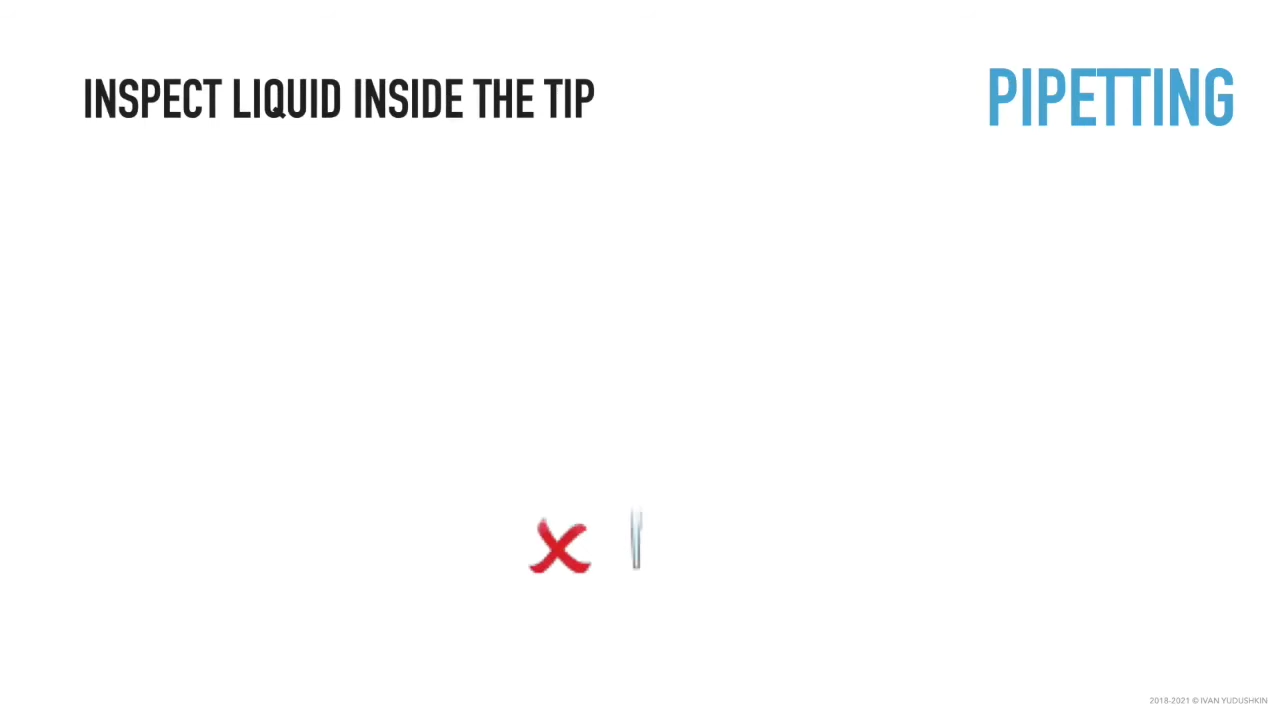 INSPECT LIQUID INSIDE THE TIP
PIPETTING
2018-2021 © IVAN YUDUSHKIN